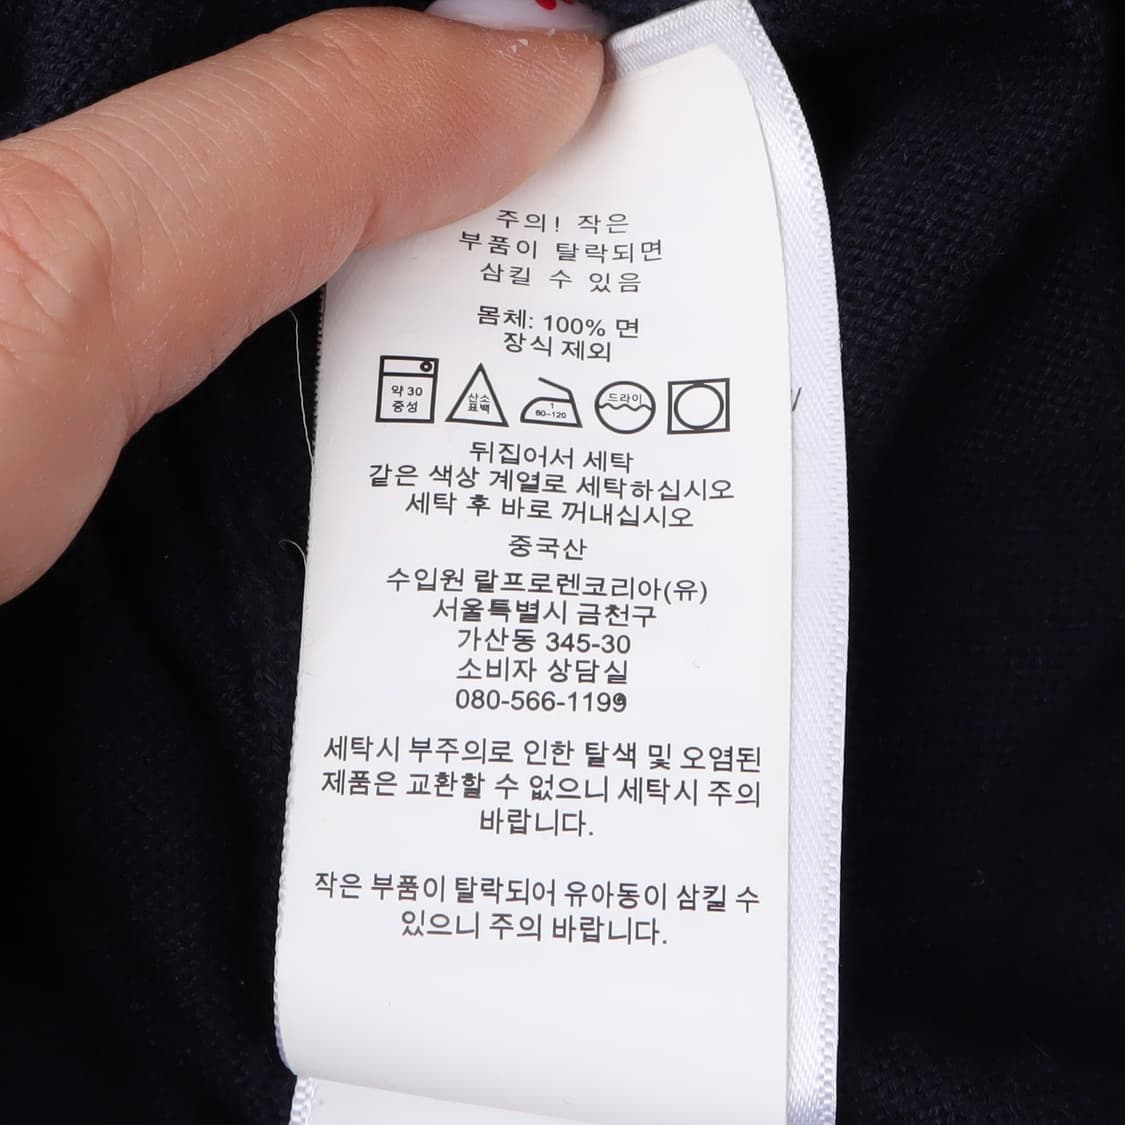 주의! 작은
부품이 탈락되면
삼킬 수 있음
몸체: 100% 면
장식 제외
약 30 산소 1 드라이
중성 표백 80~120
뒤집어서 세탁
같은 색상 계열로 세탁하십시오
세탁 후 바로 꺼내십시오
중국산
수입원 랄프로렌코리아(유)
서울특별시 금천구
가산동 345-30
소비자 상담실
080-566-1199
세탁시 부주의로 인한 탈색 및 오염된
제품은 교환할 수 없으니 세탁시 주의
바랍니다.
작은 부품이 탈락되어 유아동이 삼킬 수
있으니 주의 바랍니다.